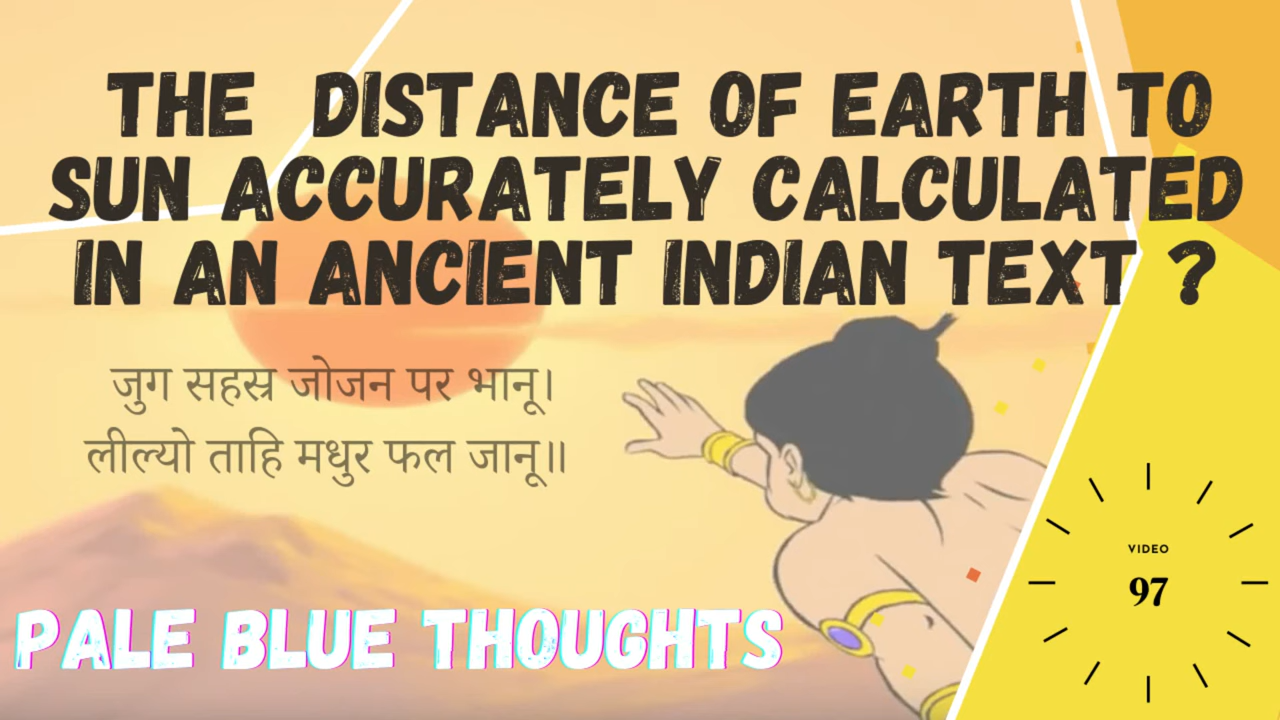 THE DISTANCE OF EARTH TO
SUN ACCURATELY CALCULATED
IN AN ANCIENT INDIAN TEXT ?
जुग सहस्र जोजन पर भानू।
लील्यो ताहि मधुर फल जानू॥
PALE BLUE THOUGHTS
VIDEO
97